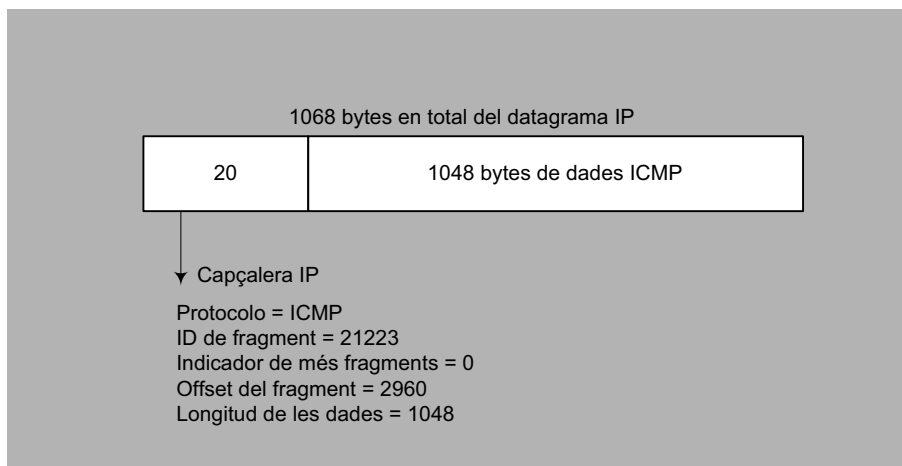 1068 bytes en total del datagrama IP
20
1048 bytes de dades ICMP
Capçalera IP
Protocolo = ICMP
ID de fragment = 21223
Indicador de més fragments = 0
Offset del fragment = 2960
Longitud de les dades = 1048